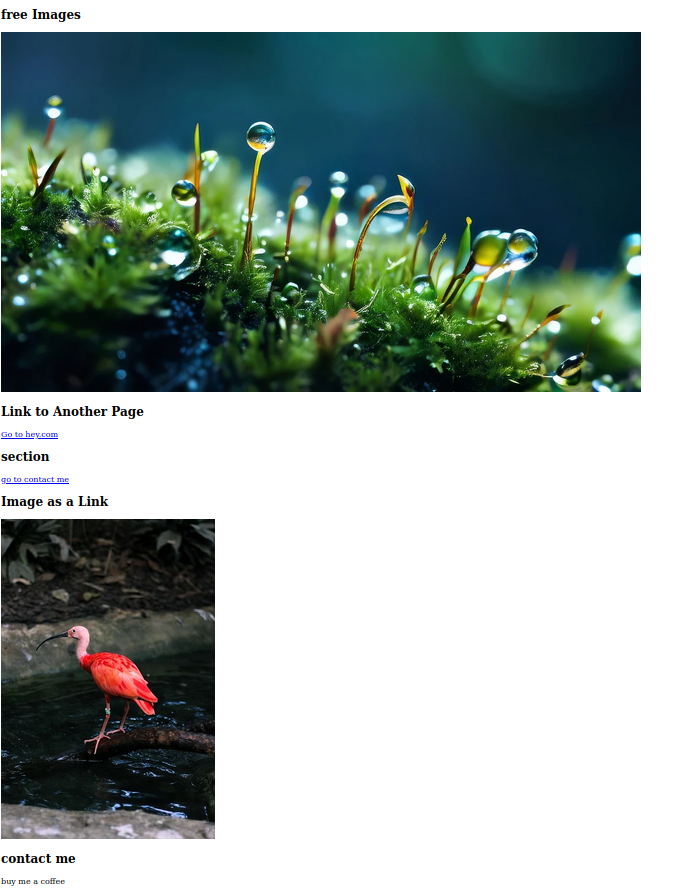 free Images
Link to Another Page
Go to hey.com
section
go to contact me
Image as a Link
contact me
buy me a coffee